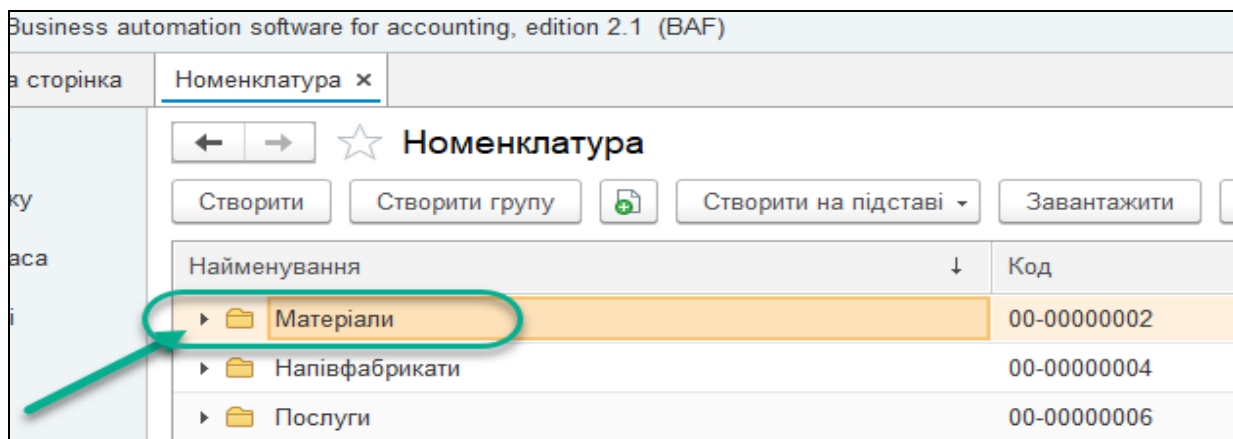 Business automation software for accounting, edition 2.1 (BAF)
а сторінка Номенклатура ×
Номенклатура
ку Створити Створити групу Створити на підставі Завантажити
аса Найменування ↓ Код
і Матеріали 00-00000002
Напівфабрикати 00-00000004
Послуги 00-00000006